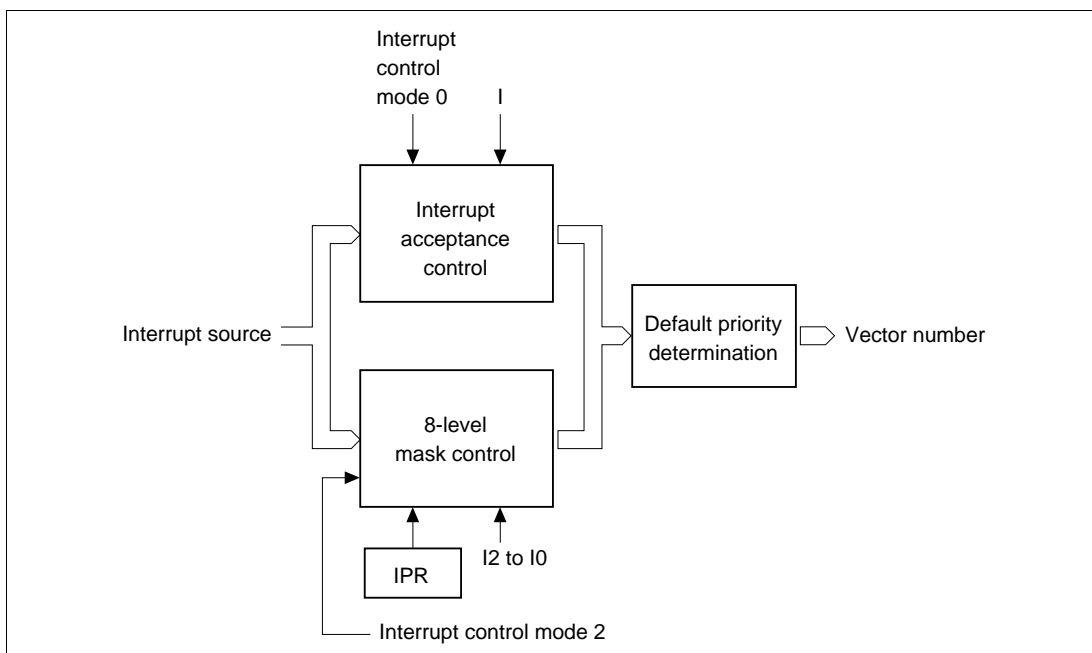 Interrupt
control
mode 0
I
Interrupt
acceptance
control
Interrupt source
Default priority
determination
Vector number
8-level
mask control
I2 to I0
IPR
Interrupt control mode 2